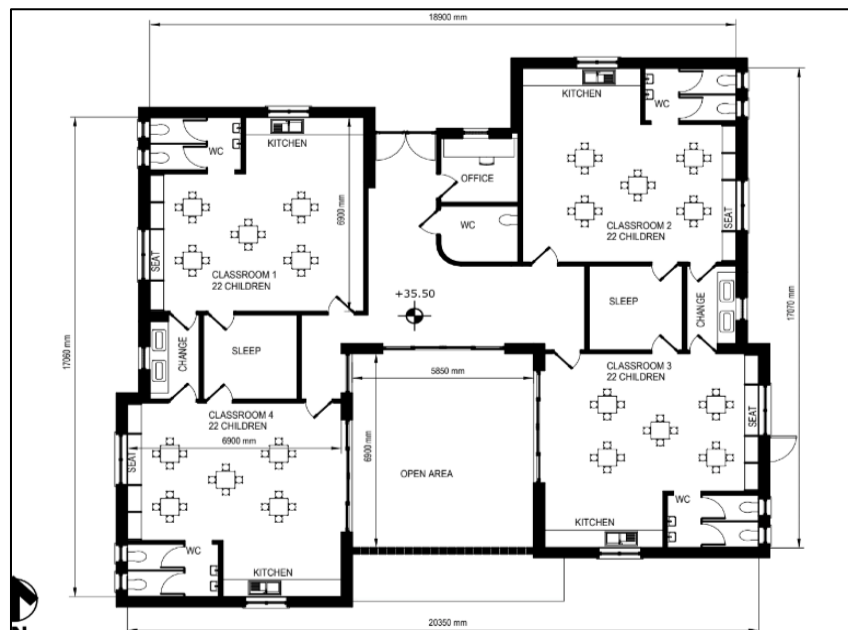 18900 mm
KITCHEN
WC
KITCHEN
WC
OFFICE
6900 mm
WC
CLASSROOM 2
22 CHILDREN
SEAT
SEAT
CLASSROOM 1
22 CHILDREN
+35.50
SLEEP
CHANGE
17070 mm
17060 mm
CHANGE
SLEEP
5850 mm
CLASSROOM 3
22 CHILDREN
CLASSROOM 4
22 CHILDREN
6900 mm
SEAT
SEAT
6900 mm
OPEN AREA
WC
KITCHEN
WC
KITCHEN
20350 mm
N